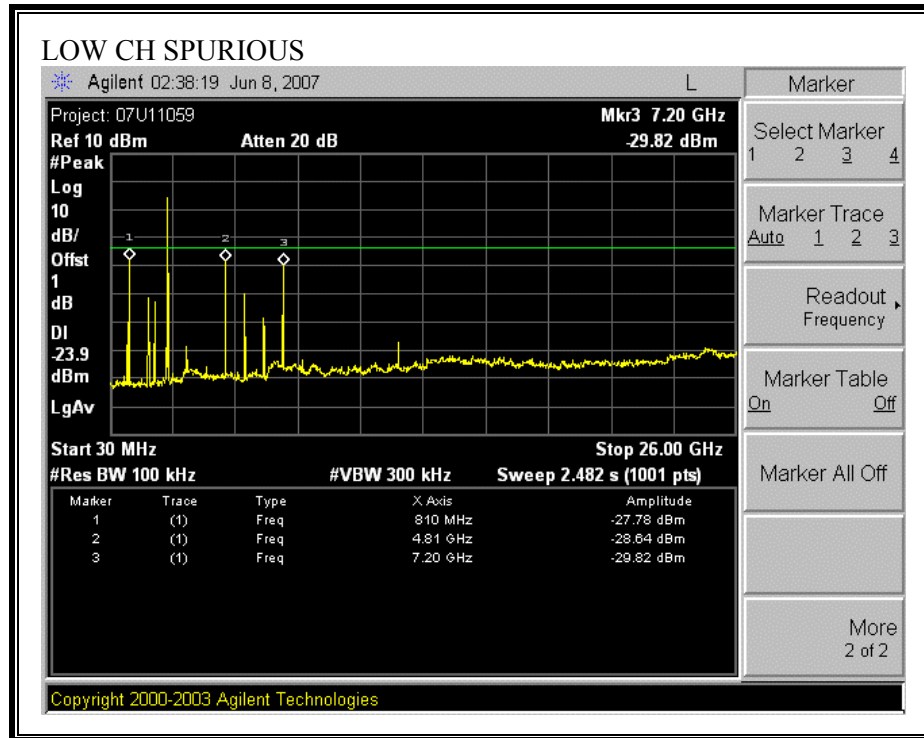 LOW CH SPURIOUS
Agilent 02:38:19 Jun 8, 2007 L
Project: 07U11059 Mkr3 7.20 GHz
Ref 10 dBm Atten 20 dB -29.82 dBm
#Peak
Log
10
dB/
Offst
1
dB
DI
-23.9
dBm
LgAv
1 2 3
Start 30 MHz Stop 26.00 GHz
#Res BW 100 kHz #VBW 300 kHz Sweep 2.482 s (1001 pts)
Marker Trace Type X Axis Amplitude
1 (1) Freq 810 MHz -27.78 dBm
2 (1) Freq 4.81 GHz -28.64 dBm
3 (1) Freq 7.20 GHz -29.82 dBm
Copyright 2000-2003 Agilent Technologies
Marker
Select Marker
1 2 3 4
Marker Trace
Auto 1 2 3
Readout
Frequency
Marker Table
On Off
Marker All Off
More
2 of 2